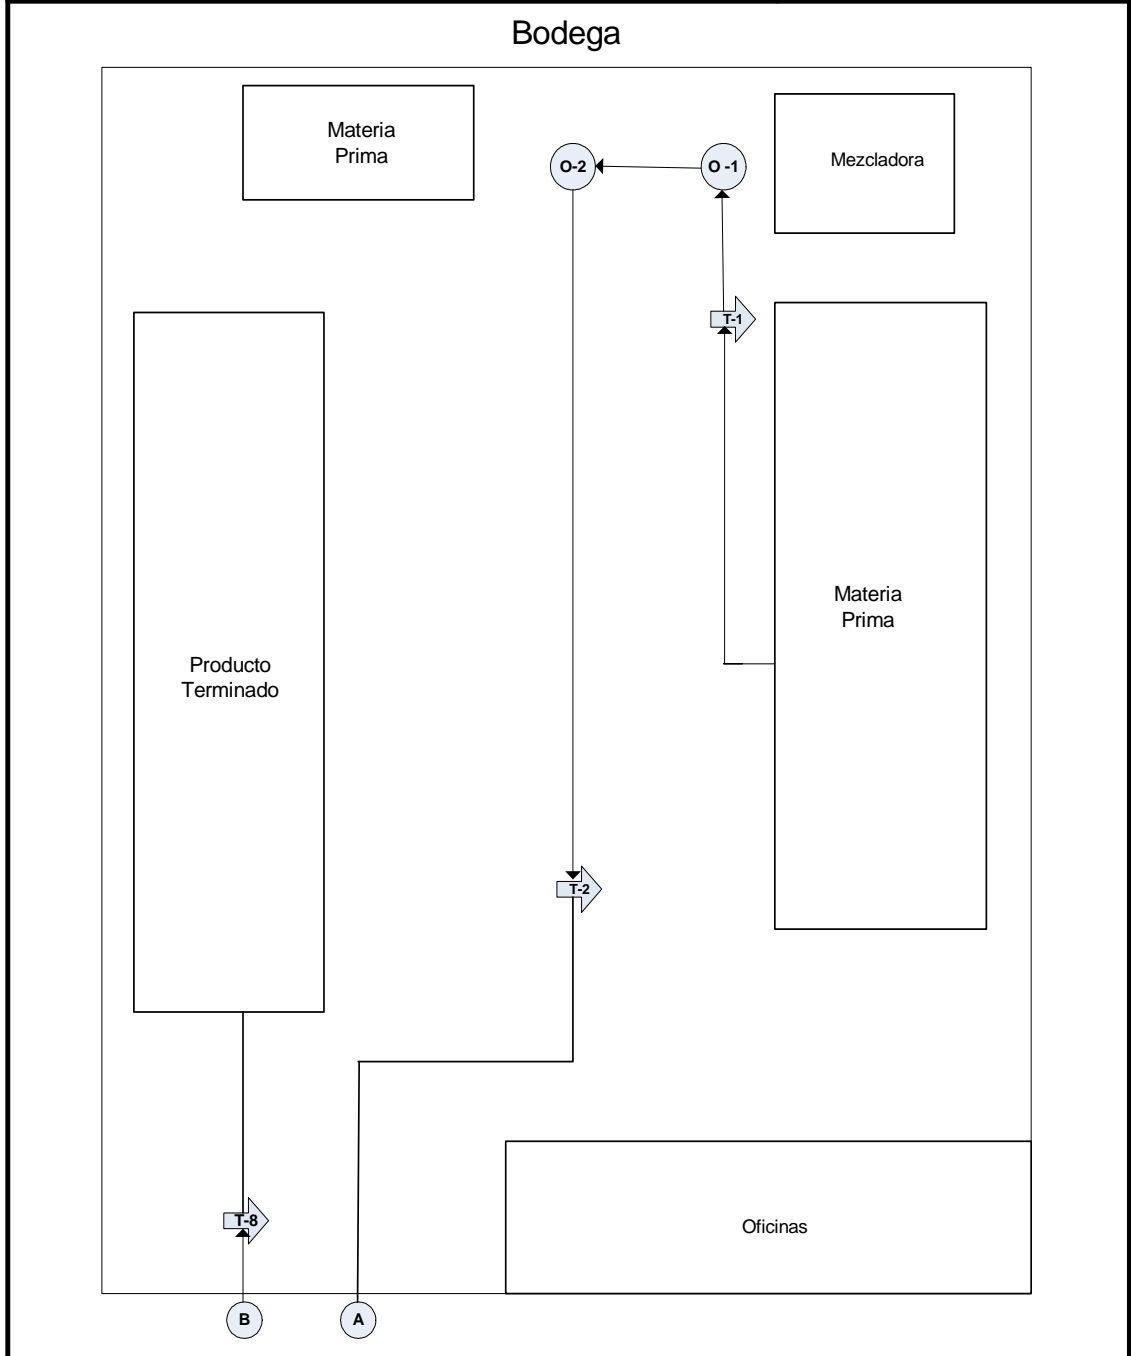 Bodega
Materia
Prima
O-2
O -1
Mezcladora
T-1
Materia
Prima
Producto
Terminado
T-2
T-8
Oficinas
B
A